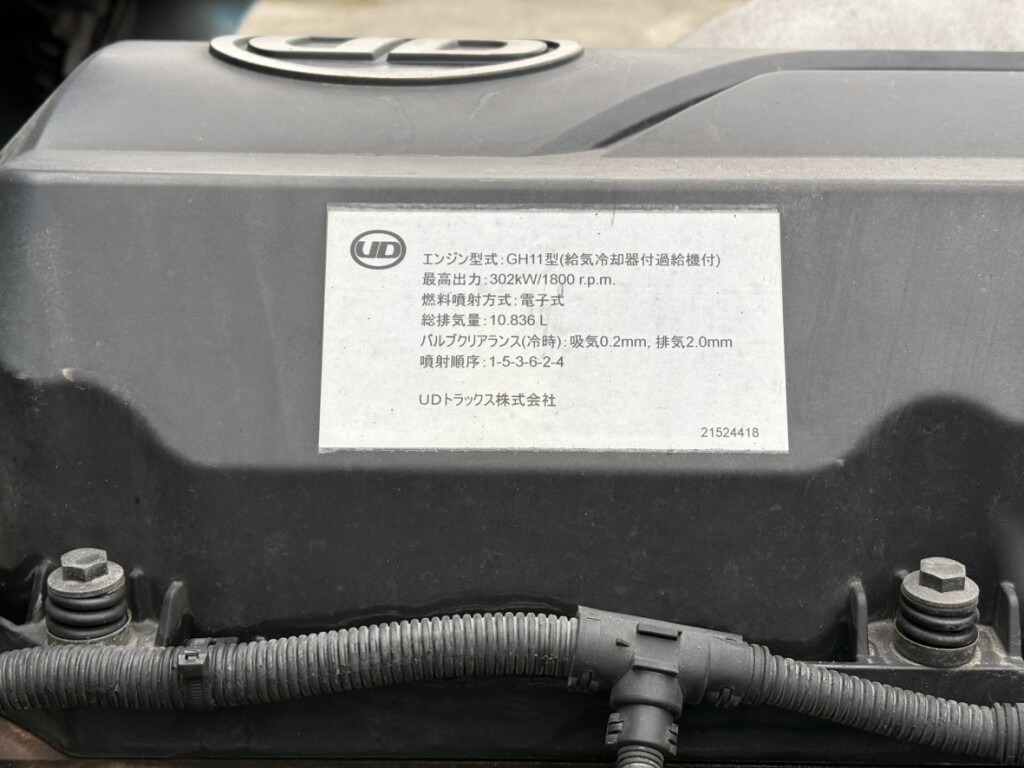 UD
UD
エンジン型式:GH11型(給気冷却器付過給機付)
最高出力:302kW/1800 r.p.m.
燃料噴射方式:電子式
総排気量:10.836 L
バルブクリアランス(冷時):吸気0.2mm, 排気2.0mm
噴射順序:1-5-3-6-2-4
UDトラックス株式会社
21524418